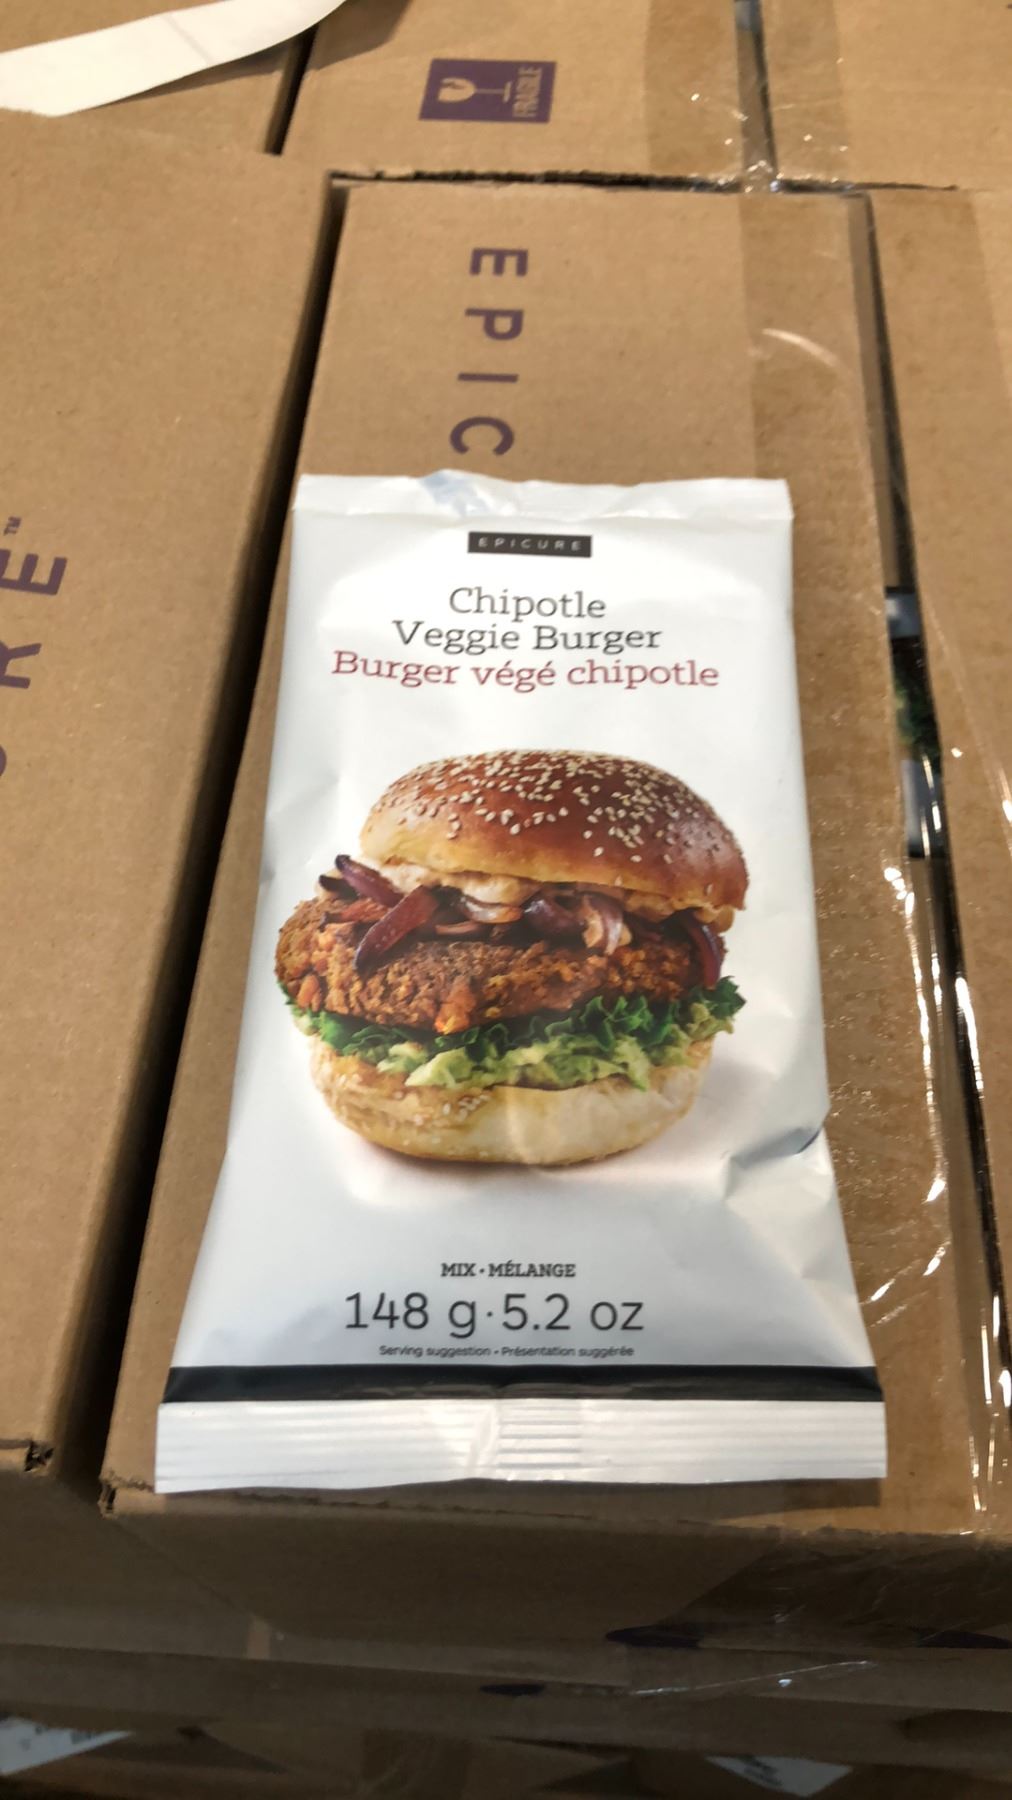 FRAGILE
EPIC
RE™
EPICURE
Chipotle
Veggie Burger
Burger végé chipotle
MIX • MÉLANGE
148 g • 5.2 oz
Serving suggestion • Présentation suggérée